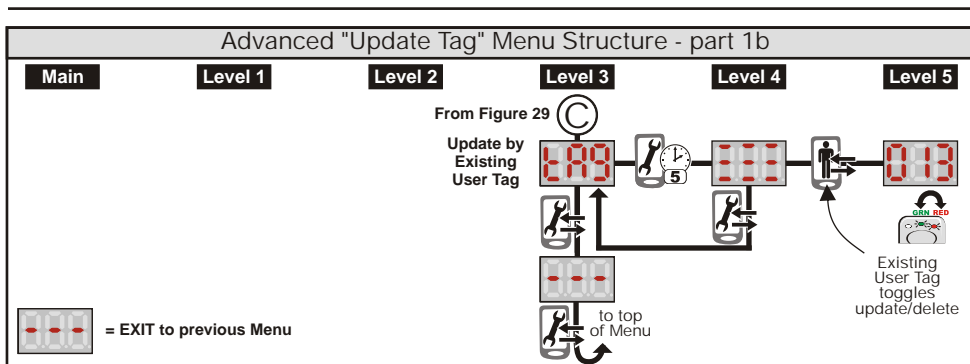 Advanced "Update Tag" Menu Structure - part 1b
Main Level 1 Level 2 Level 3 Level 4 Level 5
From Figure 29 C
Update by
Existing
User Tag
tAg
5
013
GRN RED
Existing
User Tag
toggles
update/delete
---
= EXIT to previous Menu
---
to top
of Menu